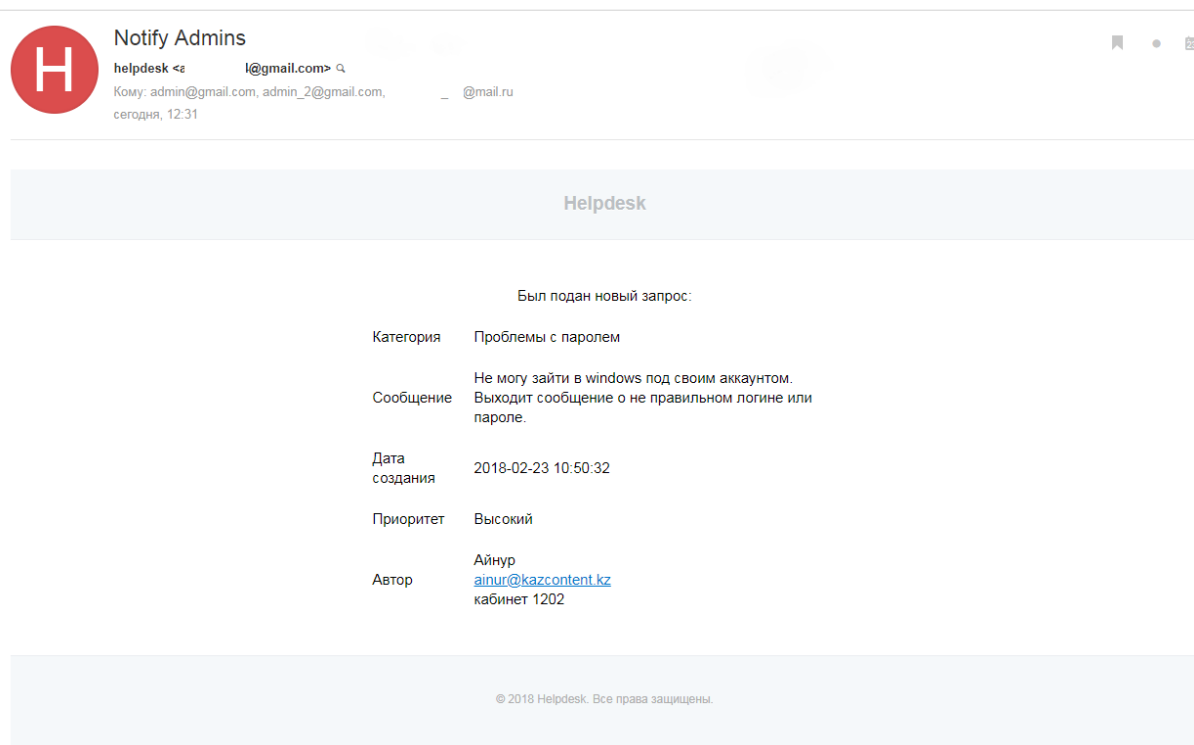 H
Notify Admins
helpdesk <a l@gmail.com>
Кому: admin@gmail.com, admin_2@gmail.com, _ @mail.ru
сегодня, 12:31
Helpdesk
Был подан новый запрос:
Категория Проблемы с паролем
Сообщение
Не могу зайти в windows под своим аккаунтом.
Выходит сообщение о не правильном логине или
пароле.
Дата
создания
2018-02-23 10:50:32
Приоритет Высокий
Автор
Айнур
ainur@kazcontent.kz
кабинет 1202
© 2018 Helpdesk. Все права защищены.